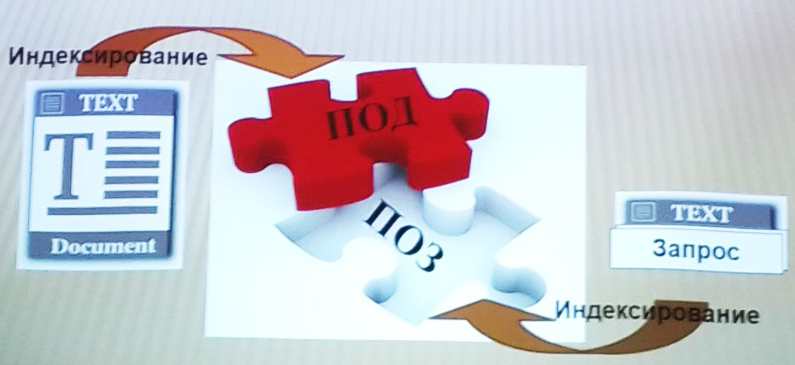 Индексирование
TEXT
Document
ПОД
ПОЗ
TEXT
Запрос
Индексирование